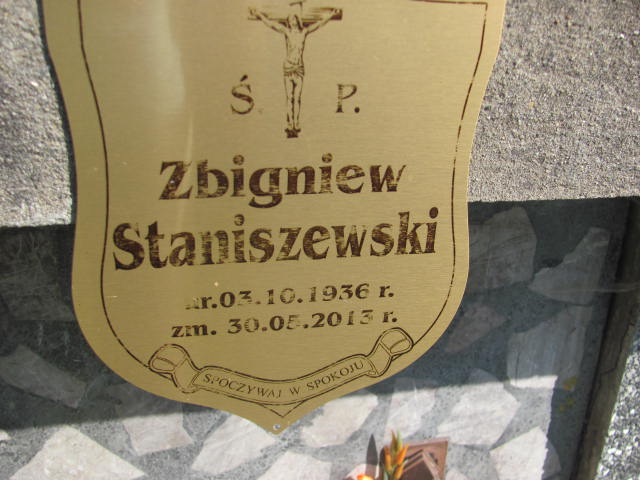 Ś. P.
Zbigniew
Staniszewski
ur.03.10.1936 r.
zm. 30.05.2013 r.
SPOCZYWAJ W SPOKOJU